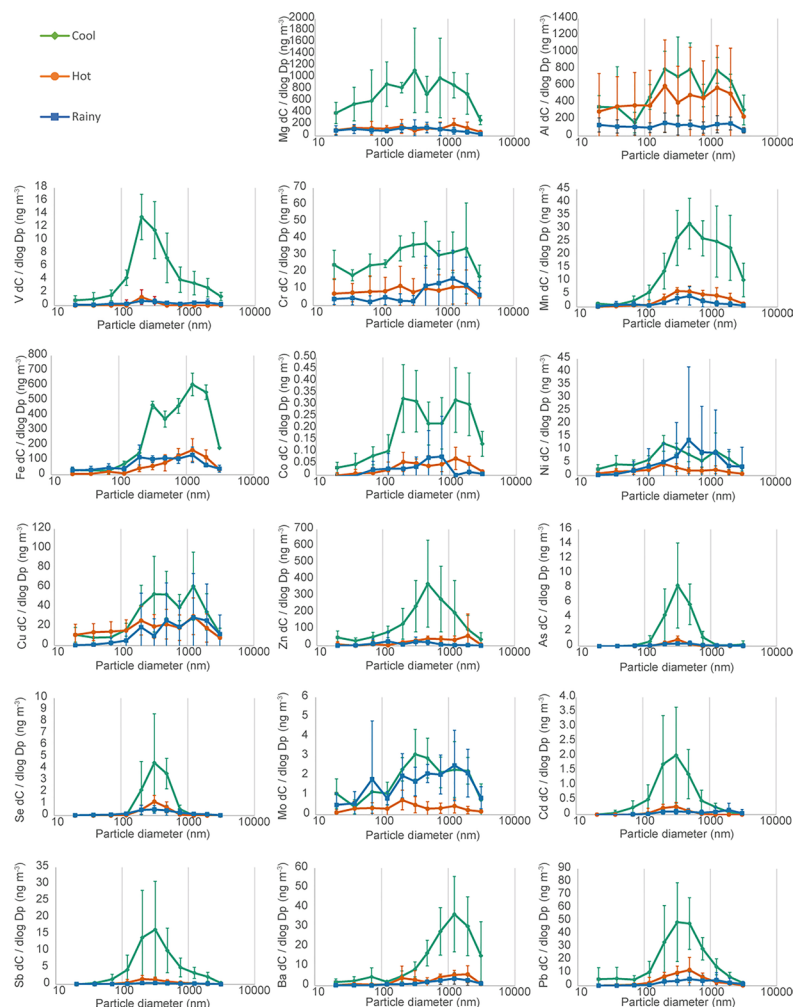 Cool
Hot
Rainy
Mg dC / dlog Dp (ng m⁻³)
2000
1800
1600
1400
1200
1000
800
600
400
200
0
10 100 1000 10000
Particle diameter (nm)
Al dC / dlog Dp (ng m⁻³)
1400
1200
1000
800
600
400
200
0
10 100 1000 10000
Particle diameter (nm)
V dC / dlog Dp (ng m⁻³)
18
16
14
12
10
8
6
4
2
0
10 100 1000 10000
Particle diameter (nm)
Cr dC / dlog Dp (ng m⁻³)
70
60
50
40
30
20
10
0
10 100 1000 10000
Particle diameter (nm)
Mn dC / dlog Dp (ng m⁻³)
45
40
35
30
25
20
15
10
5
0
10 100 1000 10000
Particle diameter (nm)
Fe dC / dlog Dp (ng m⁻³)
800
700
600
500
400
300
200
100
0
10 100 1000 10000
Particle diameter (nm)
Co dC / dlog Dp (ng m⁻³)
0.50
0.45
0.40
0.35
0.30
0.25
0.20
0.15
0.10
0.05
0
10 100 1000 10000
Particle diameter (nm)
Ni dC / dlog Dp (ng m⁻³)
45
40
35
30
25
20
15
10
5
0
10 100 1000 10000
Particle diameter (nm)
Cu dC / dlog Dp (ng m⁻³)
120
100
80
60
40
20
0
10 100 1000 10000
Particle diameter (nm)
Zn dC / dlog Dp (ng m⁻³)
700
600
500
400
300
200
100
0
10 100 1000 10000
Particle diameter (nm)
As dC / dlog Dp (ng m⁻³)
16
14
12
10
8
6
4
2
0
10 100 1000 10000
Particle diameter (nm)
Se dC / dlog Dp (ng m⁻³)
10
9
8
7
6
5
4
3
2
1
0
10 100 1000 10000
Particle diameter (nm)
Mo dC / dlog Dp (ng m⁻³)
6
5
4
3
2
1
0
10 100 1000 10000
Particle diameter (nm)
Cd dC / dlog Dp (ng m⁻³)
4.0
3.5
3.0
2.5
2.0
1.5
1.0
0.5
0
10 100 1000 10000
Particle diameter (nm)
Sb dC / dlog Dp (ng m⁻³)
35
30
25
20
15
10
5
0
10 100 1000 10000
Particle diameter (nm)
Ba dC / dlog Dp (ng m⁻³)
60
50
40
30
20
10
0
10 100 1000 10000
Particle diameter (nm)
Pb dC / dlog Dp (ng m⁻³)
90
80
70
60
50
40
30
20
10
0
10 100 1000 10000
Particle diameter (nm)